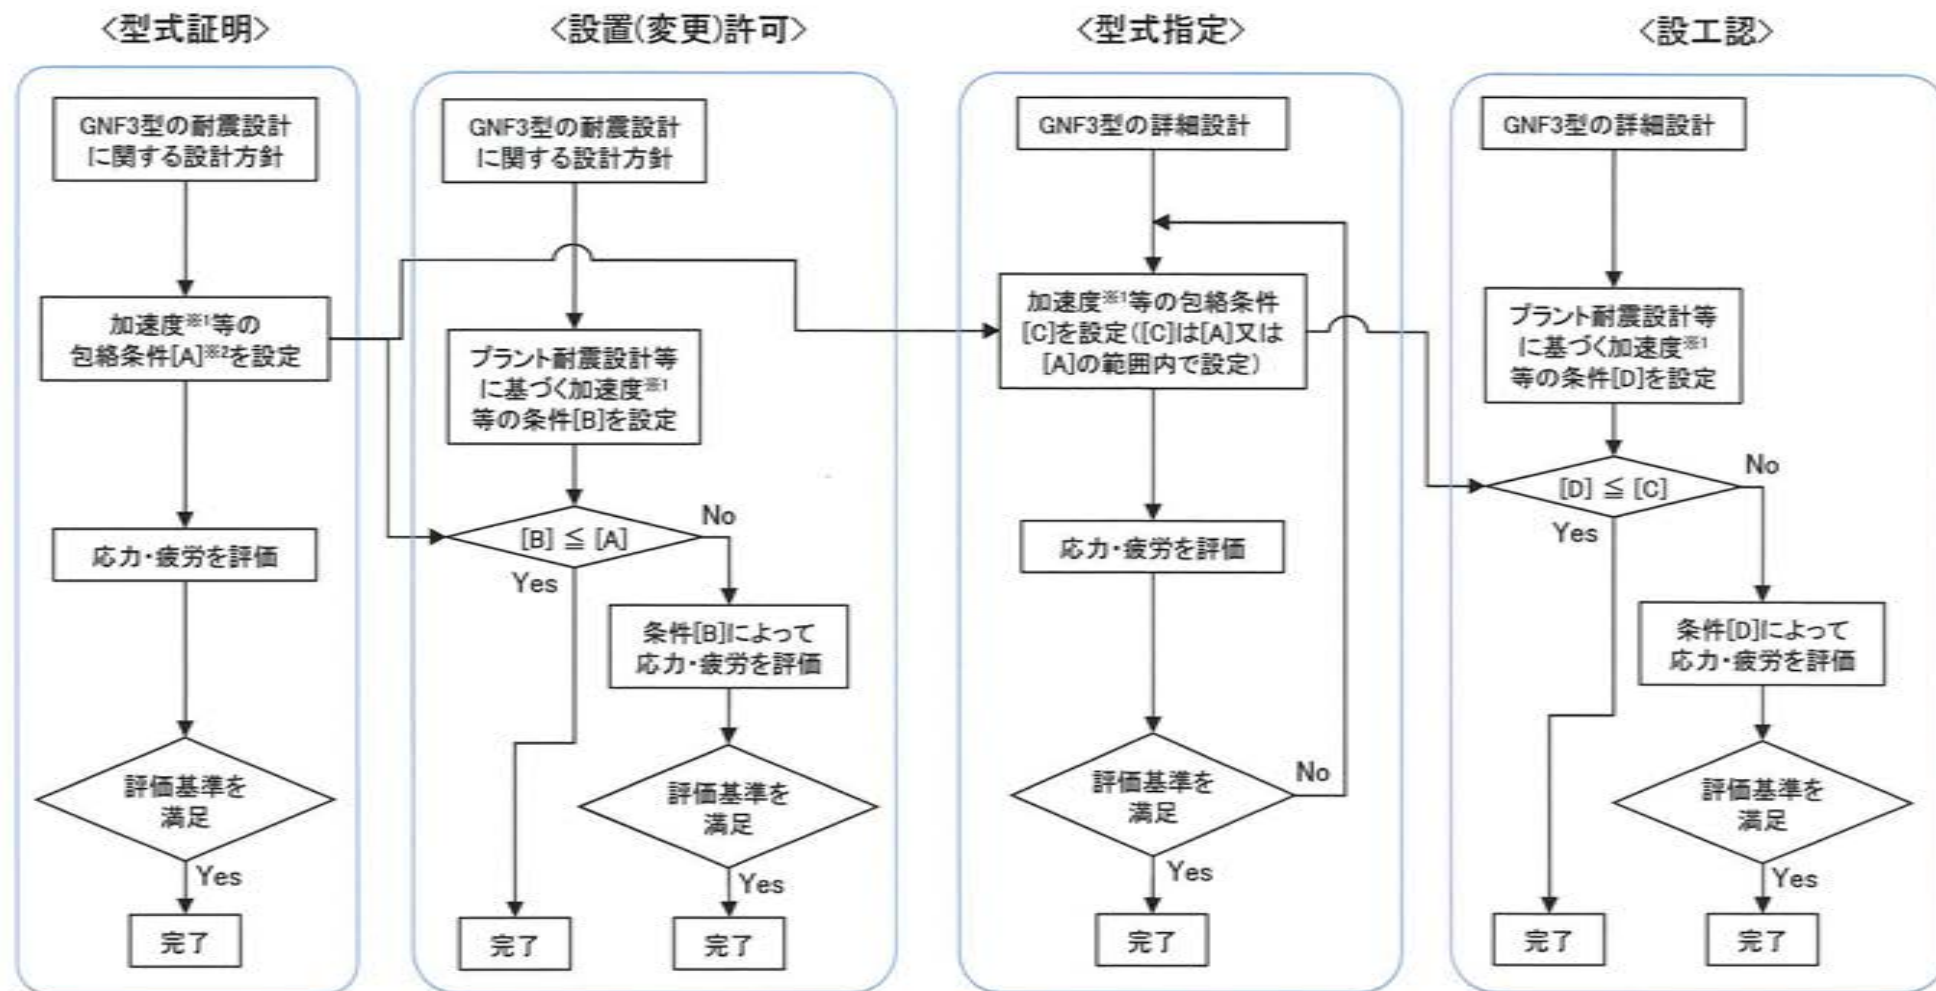 <型式証明>
GNF3型の耐震設計
に関する設計方針
加速度※1等の
包絡条件[A]※2を設定
応力・疲労を評価
評価基準を
満足
Yes
完了
<設置(変更)許可>
GNF3型の耐震設計
に関する設計方針
プラント耐震設計等
に基づく加速度※1
等の条件[B]を設定
[B] ≦ [A]
No
Yes
条件[B]によって
応力・疲労を評価
評価基準を
満足
Yes
完了
完了
<型式指定>
GNF3型の詳細設計
加速度※1等の包絡条件
[C]を設定([C]は[A]又は
[A]の範囲内で設定)
応力・疲労を評価
評価基準を
満足
No
Yes
完了
<設工認>
GNF3型の詳細設計
プラント耐震設計等
に基づく加速度※1
等の条件[D]を設定
[D] ≦ [C]
No
Yes
条件[D]によって
応力・疲労を評価
評価基準を
満足
Yes
完了
完了